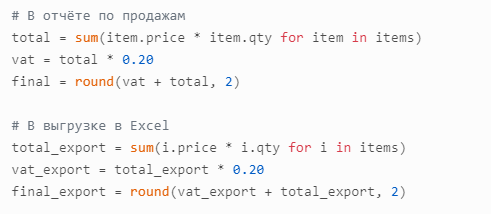 # В отчёте по продажам
total = sum(item.price * item.qty for item in items)
vat = total * 0.20
final = round(vat + total, 2)

# В выгрузке в Excel
total_export = sum(i.price * i.qty for i in items)
vat_export = total_export * 0.20
final_export = round(vat_export + total_export, 2)